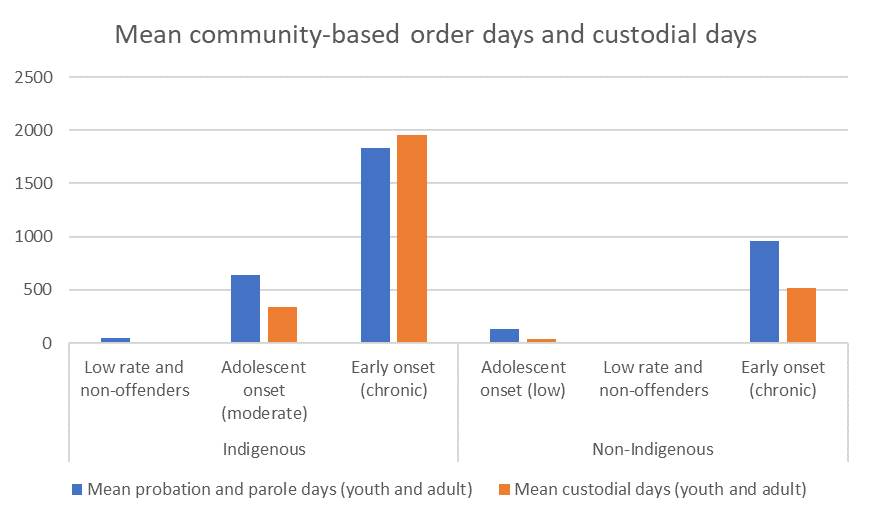 Mean community-based order days and custodial days
2500
2000
1500
1000
500
0
Low rate and
non-offenders
Adolescent
onset
(moderate)
Early onset
(chronic)
Adolescent
onset (low)
Low rate and
non-offenders
Early onset
(chronic)
Indigenous
Non-Indigenous
Mean probation and parole days (youth and adult)
Mean custodial days (youth and adult)